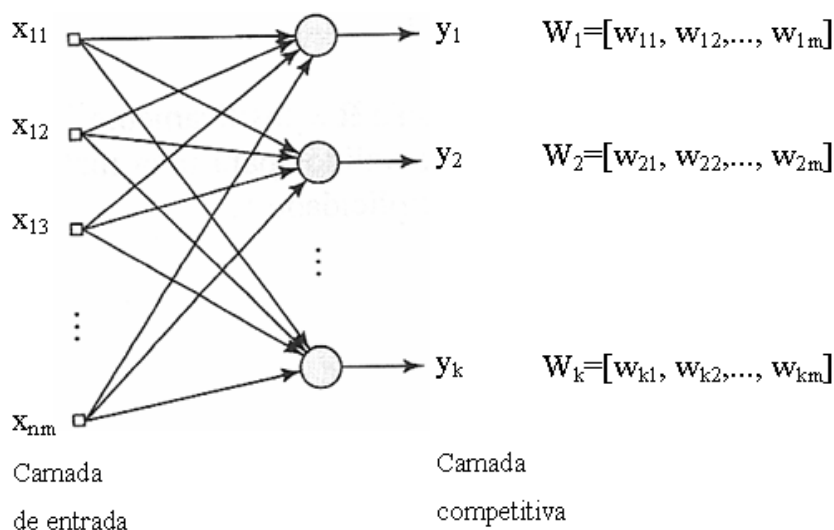 x₁₁ y₁ W₁=[w₁₁, w₁₂,..., w₁ₘ]
x₁₂
y₂ W₂=[w₂₁, w₂₂,..., w₂ₘ]
x₁₃
yₖ Wₖ=[wₖ₁, wₖ₂,..., wₖₘ]
xₙₘ
Camada
de entrada
Camada
competitiva